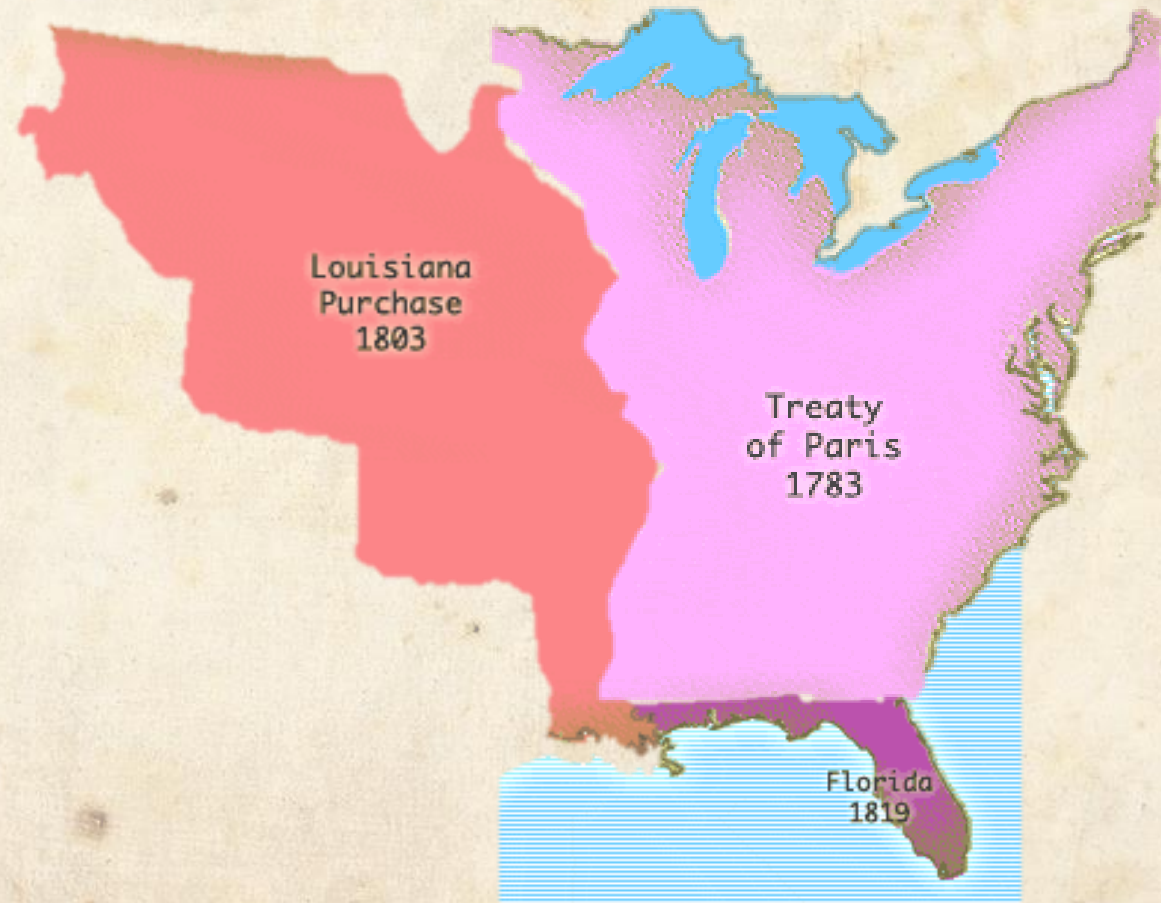 Louisiana
Purchase
1803
Treaty
of Paris
1783
Florida
1819